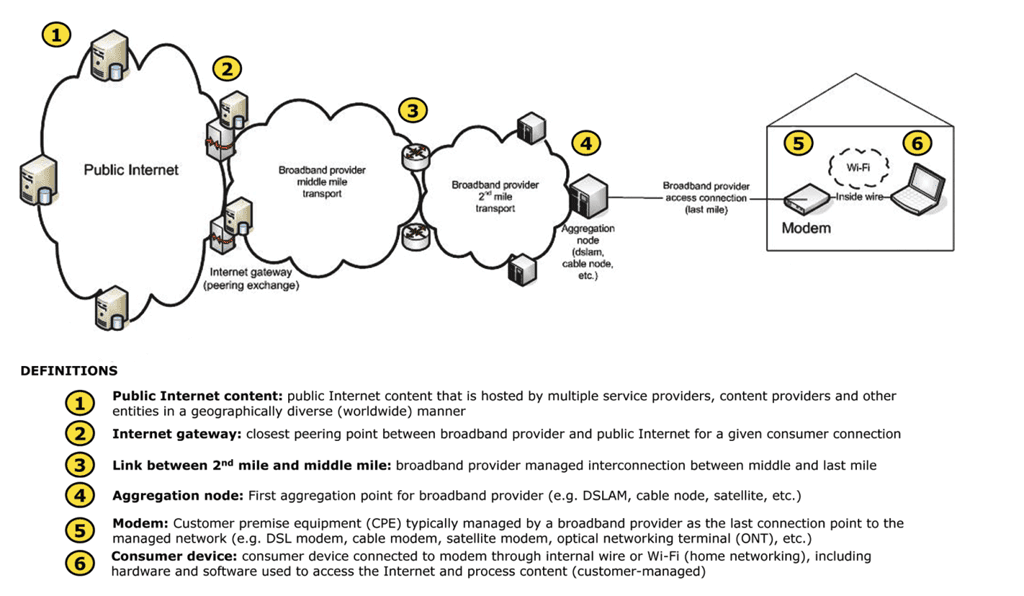 1
2
3
4
5
6
Public Internet
Broadband provider
middle mile
transport
Broadband provider
2nd mile
transport
Internet gateway
(peering exchange)
Aggregation
node
(dslam,
cable node,
etc.)
Broadband provider
access connection
(last mile)
Wi-Fi
Inside wire
Modem
DEFINITIONS
1 Public Internet content: public Internet content that is hosted by multiple service providers, content providers and other
entities in a geographically diverse (worldwide) manner
2 Internet gateway: closest peering point between broadband provider and public Internet for a given consumer connection
3 Link between 2nd mile and middle mile: broadband provider managed interconnection between middle and last mile
4 Aggregation node: First aggregation point for broadband provider (e.g. DSLAM, cable node, satellite, etc.)
5 Modem: Customer premise equipment (CPE) typically managed by a broadband provider as the last connection point to the
managed network (e.g. DSL modem, cable modem, satellite modem, optical networking terminal (ONT), etc.)
6 Consumer device: consumer device connected to modem through internal wire or Wi-Fi (home networking), including
hardware and software used to access the Internet and process content (customer-managed)